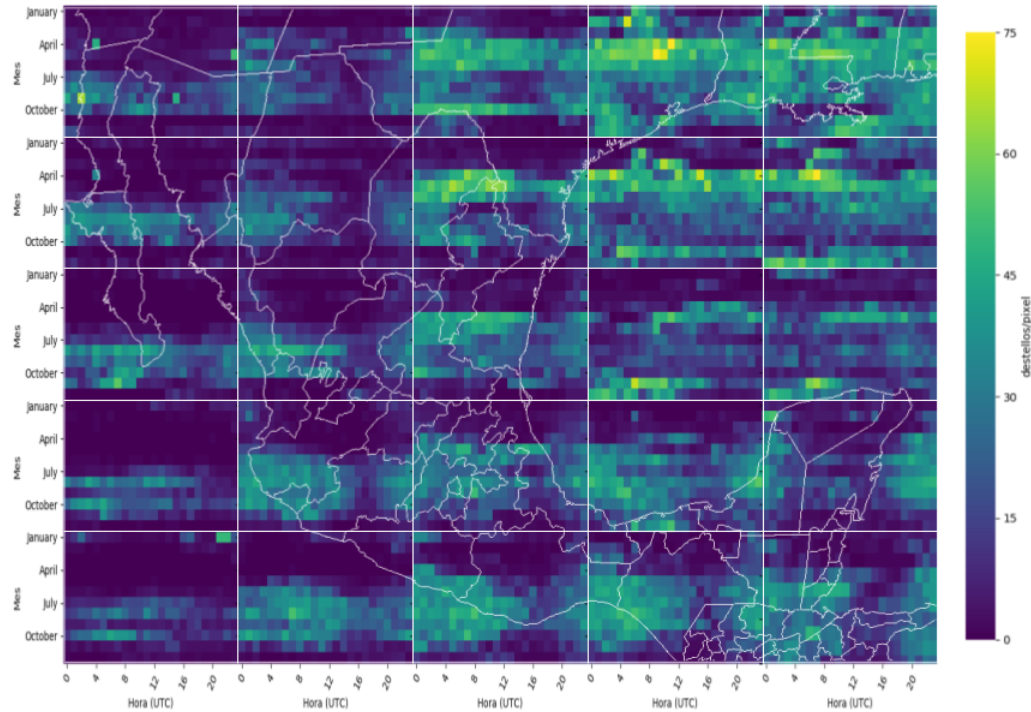 January
April
July
October
Mes
January
April
July
October
Mes
January
April
July
October
Mes
January
April
July
October
Mes
January
April
July
October
Mes
0 4 8 12 16 20 0 4 8 12 16 20 0 4 8 12 16 20 0 4 8 12 16 20 0 4 8 12 16 20
Hora (UTC) Hora (UTC) Hora (UTC) Hora (UTC) Hora (UTC)
75
60
45
30
15
0
destellos/pixel